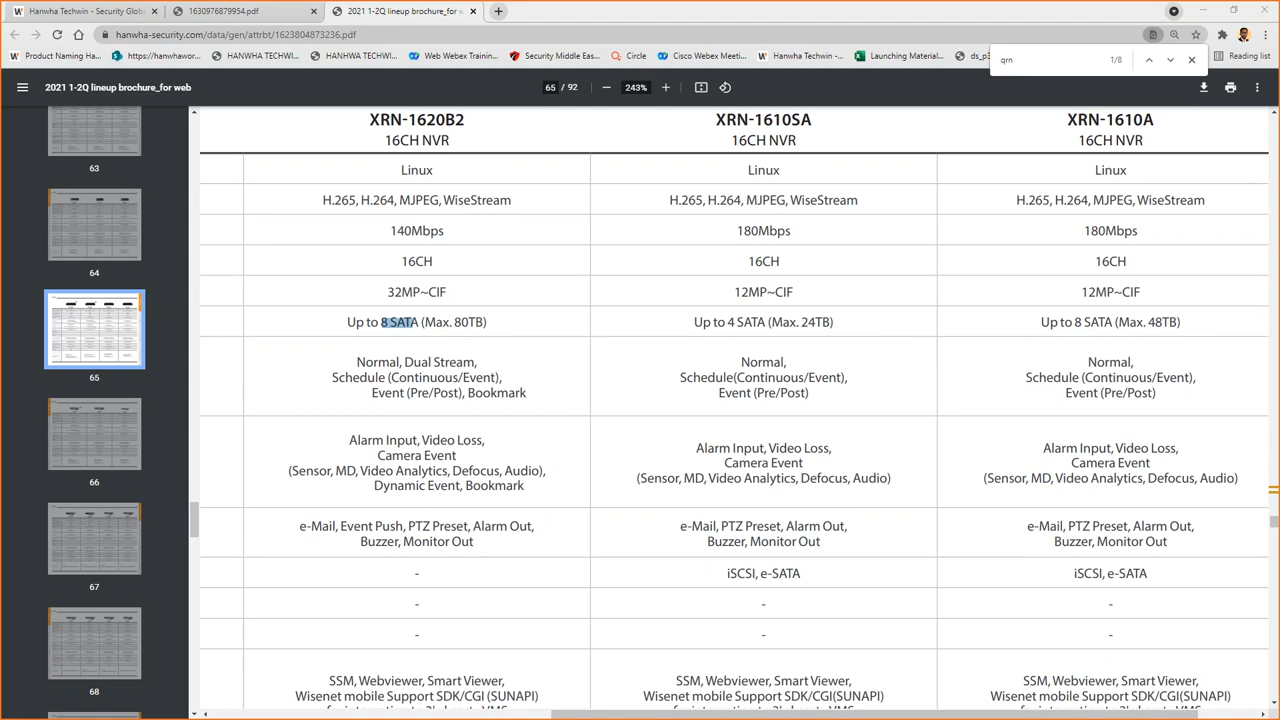 Hanwha Techwin - Security Global
1630976879954.pdf
2021 1-2Q lineup brochure_for w
hanwha-security.com/data/gen/attrbt/1623804873236.pdf
Product Naming Ha...
https://hanwhawor...
HANWHA TECHWI...
HANHWA TECHWI...
Web Webex Training...
Security Middle Eas...
Circle
Cisco Webex Meeti...
Hanwha Techwin -...
Launching Material...
ds_p3
Reading list
qrn
1/8
2021 1-2Q lineup brochure_for web
65 / 92
243%
63
64
65
66
67
68
XRN-1620B2 XRN-1610SA XRN-1610A
16CH NVR 16CH NVR 16CH NVR
Linux Linux Linux
H.265, H.264, MJPEG, WiseStream H.265, H.264, MJPEG, WiseStream H.265, H.264, MJPEG, WiseStream
140Mbps 180Mbps 180Mbps
16CH 16CH 16CH
32MP~CIF 12MP~CIF 12MP~CIF
Up to 8 SATA (Max. 80TB) Up to 4 SATA (Max. 24TB) Up to 8 SATA (Max. 48TB)
Normal, Dual Stream, Normal, Normal,
Schedule (Continuous/Event), Schedule(Continuous/Event), Schedule (Continuous/Event),
Event (Pre/Post), Bookmark Event (Pre/Post) Event (Pre/Post)
Alarm Input, Video Loss, Alarm Input, Video Loss, Alarm Input, Video Loss,
Camera Event Camera Event Camera Event
(Sensor, MD, Video Analytics, Defocus, Audio), (Sensor, MD, Video Analytics, Defocus, Audio) (Sensor, MD, Video Analytics, Defocus, Audio)
Dynamic Event, Bookmark
e-Mail, Event Push, PTZ Preset, Alarm Out, e-Mail, PTZ Preset, Alarm Out, e-Mail, PTZ Preset, Alarm Out,
Buzzer, Monitor Out Buzzer, Monitor Out Buzzer, Monitor Out
- iSCSI, e-SATA iSCSI, e-SATA
- - -
- - -
SSM, Webviewer, Smart Viewer, SSM, Webviewer, Smart Viewer, SSM, Webviewer, Smart Viewer,
Wisenet mobile Support SDK/CGI (SUNAPI) Wisenet mobile Support SDK/CGI(SUNAPI) Wisenet mobile Support SDK/CGI (SUNAPI)